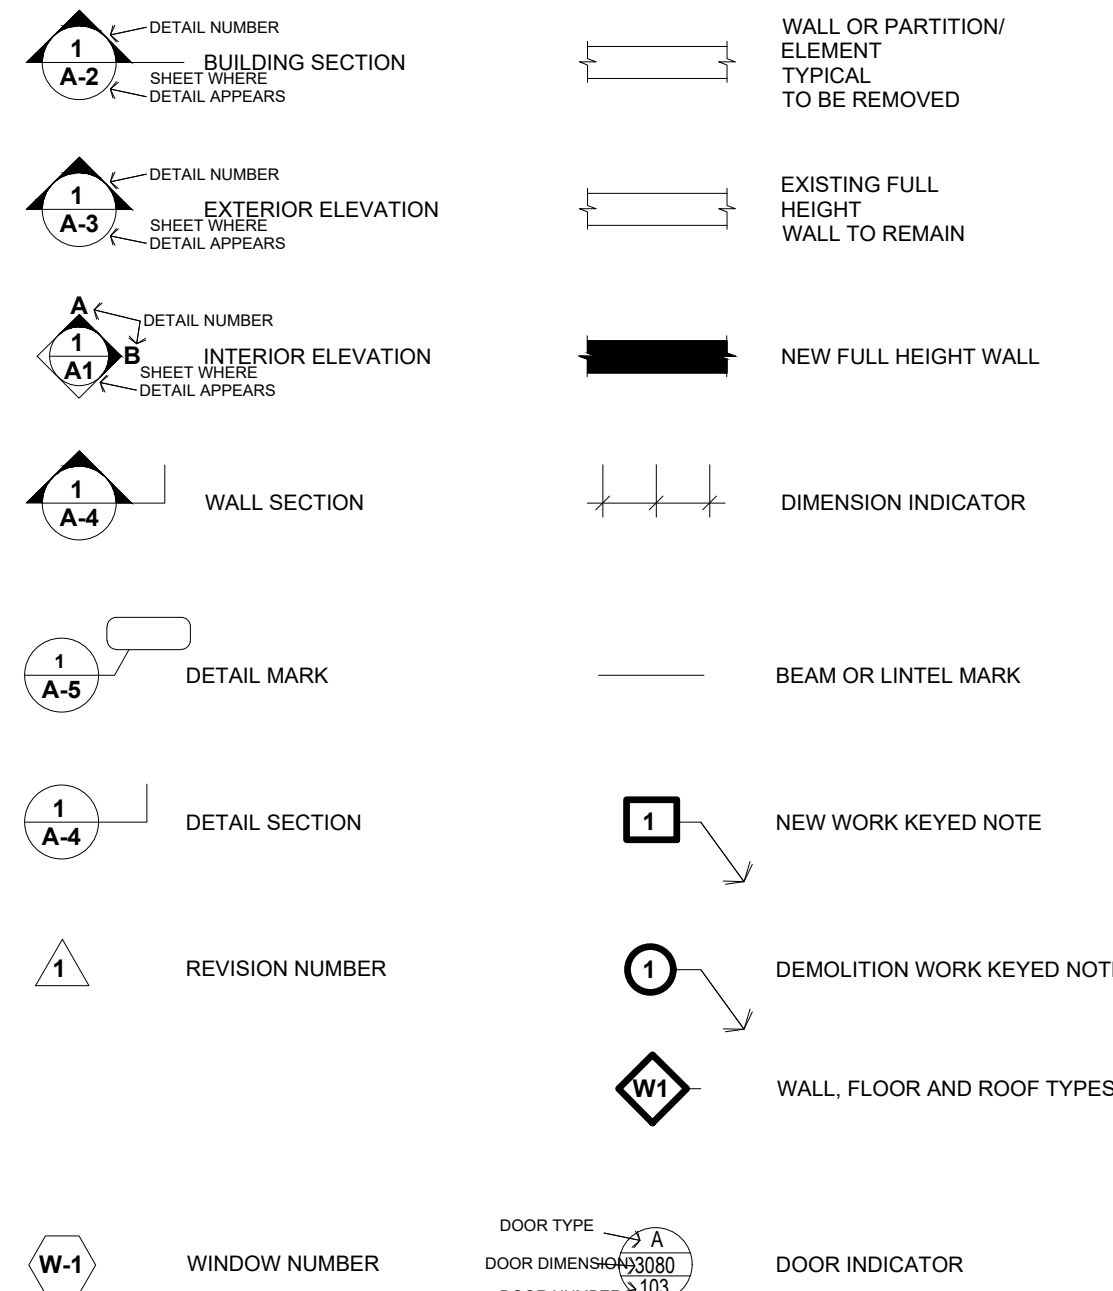 DETAIL NUMBER
1
BUILDING SECTION
A-2
SHEET WHERE
DETAIL APPEARS
WALL OR PARTITION/
ELEMENT
TYPICAL
TO BE REMOVED
DETAIL NUMBER
1
EXTERIOR ELEVATION
A-3
SHEET WHERE
DETAIL APPEARS
EXISTING FULL
HEIGHT
WALL TO REMAIN
A
DETAIL NUMBER
1
B
INTERIOR ELEVATION
A1
SHEET WHERE
DETAIL APPEARS
NEW FULL HEIGHT WALL
1
A-4
WALL SECTION
DIMENSION INDICATOR
1
A-5
DETAIL MARK
BEAM OR LINTEL MARK
1
A-4
DETAIL SECTION
1
NEW WORK KEYED NOTE
1
REVISION NUMBER
1
DEMOLITION WORK KEYED NOT
W1
WALL, FLOOR AND ROOF TYPES
W-1
WINDOW NUMBER
DOOR TYPE
A
DOOR DIMENSION
3080
DOOR NUMBER
103
DOOR INDICATOR